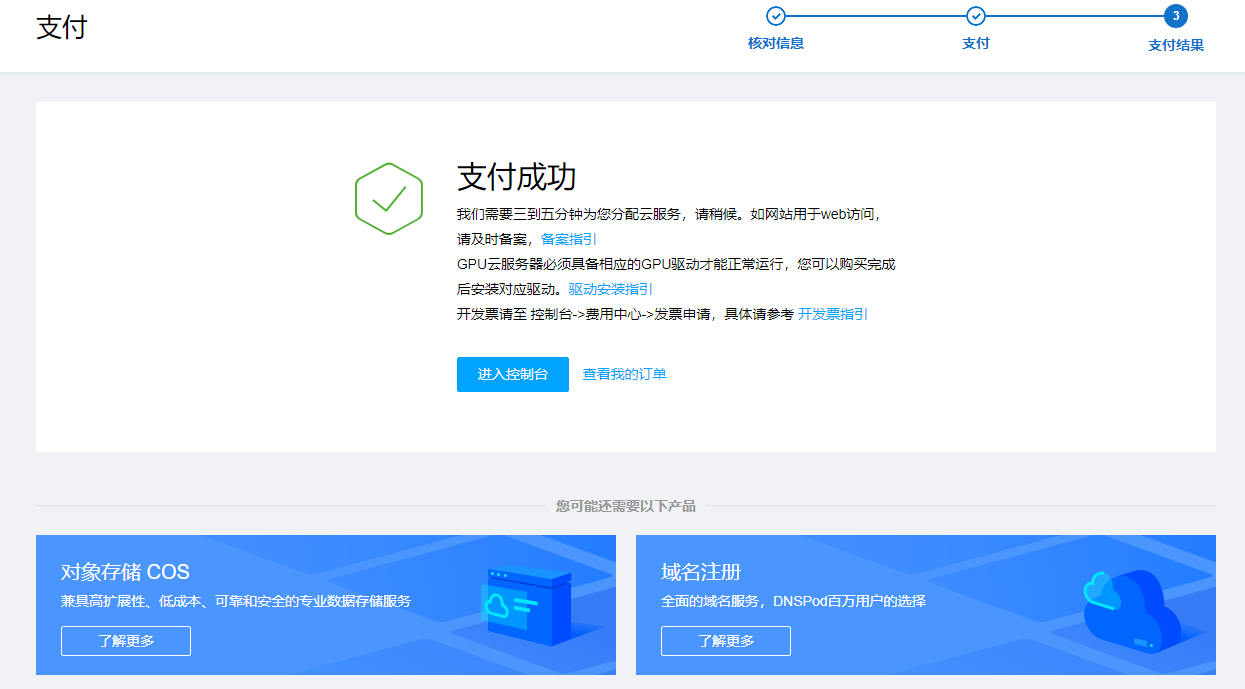 支付
核对信息
支付
3
支付结果
支付成功
我们需要三到五分钟为您分配云服务，请稍候。如网站用于web访问，
请及时备案，备案指引
GPU云服务器必须具备相应的GPU驱动才能正常运行，您可以购买完成
后安装对应驱动。驱动安装指引
开发票请至 控制台->费用中心->发票申请，具体请参考 开发票指引
进入控制台 查看我的订单
您可能还需要以下产品
对象存储 COS
兼具高扩展性、低成本、可靠和安全的专业数据存储服务
了解更多
域名注册
全面的域名服务，DNSPod百万用户的选择
了解更多